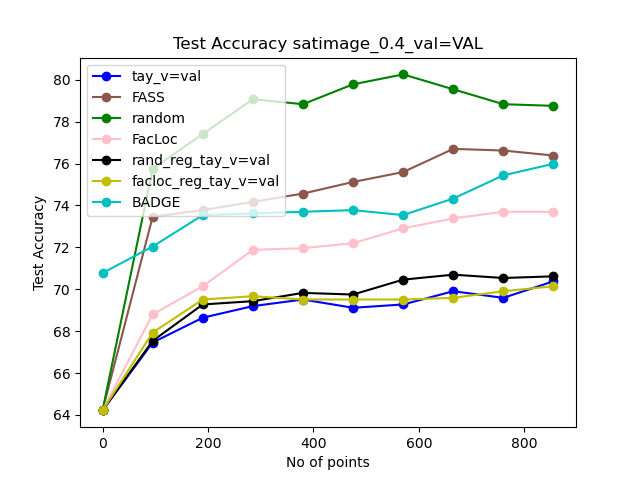 Test Accuracy satimage_0.4_val=VAL
tay_v=val
FASS
random
FacLoc
rand_reg_tay_v=val
facloc_reg_tay_v=val
BADGE
Test Accuracy
80
78
76
74
72
70
68
66
64
0
200
400
600
800
No of points